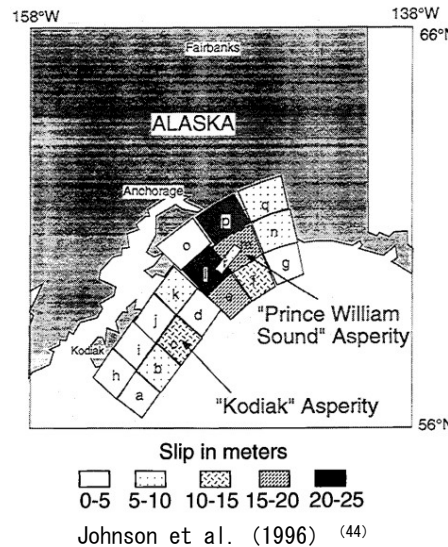 158°W 138°W
66°N
Fairbanks
ALASKA
Anchorage
p q
o n
l g
k e
j d
"Prince William
Sound" Asperity
Kodiak i c
h b
a
"Kodiak" Asperity
56°N
Slip in meters
0-5 5-10 10-15 15-20 20-25
Johnson et al. (1996) (44)